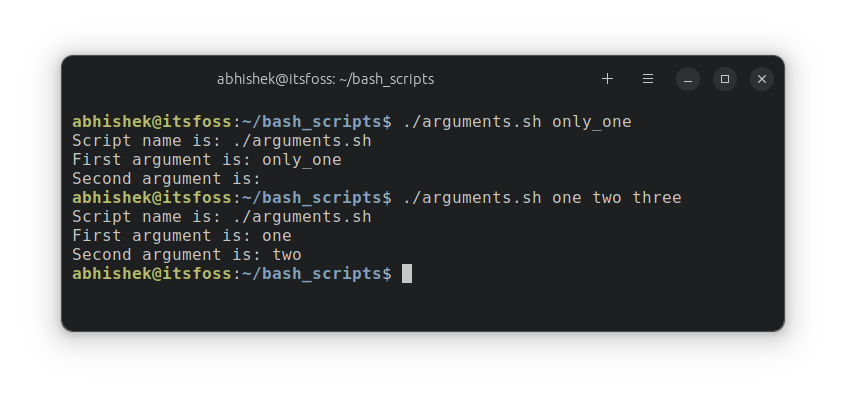 abhishek@itsfoss: ~/bash_scripts
abhishek@itsfoss:~/bash_scripts$ ./arguments.sh only_one
Script name is: ./arguments.sh
First argument is: only_one
Second argument is:
abhishek@itsfoss:~/bash_scripts$ ./arguments.sh one two three
Script name is: ./arguments.sh
First argument is: one
Second argument is: two
abhishek@itsfoss:~/bash_scripts$